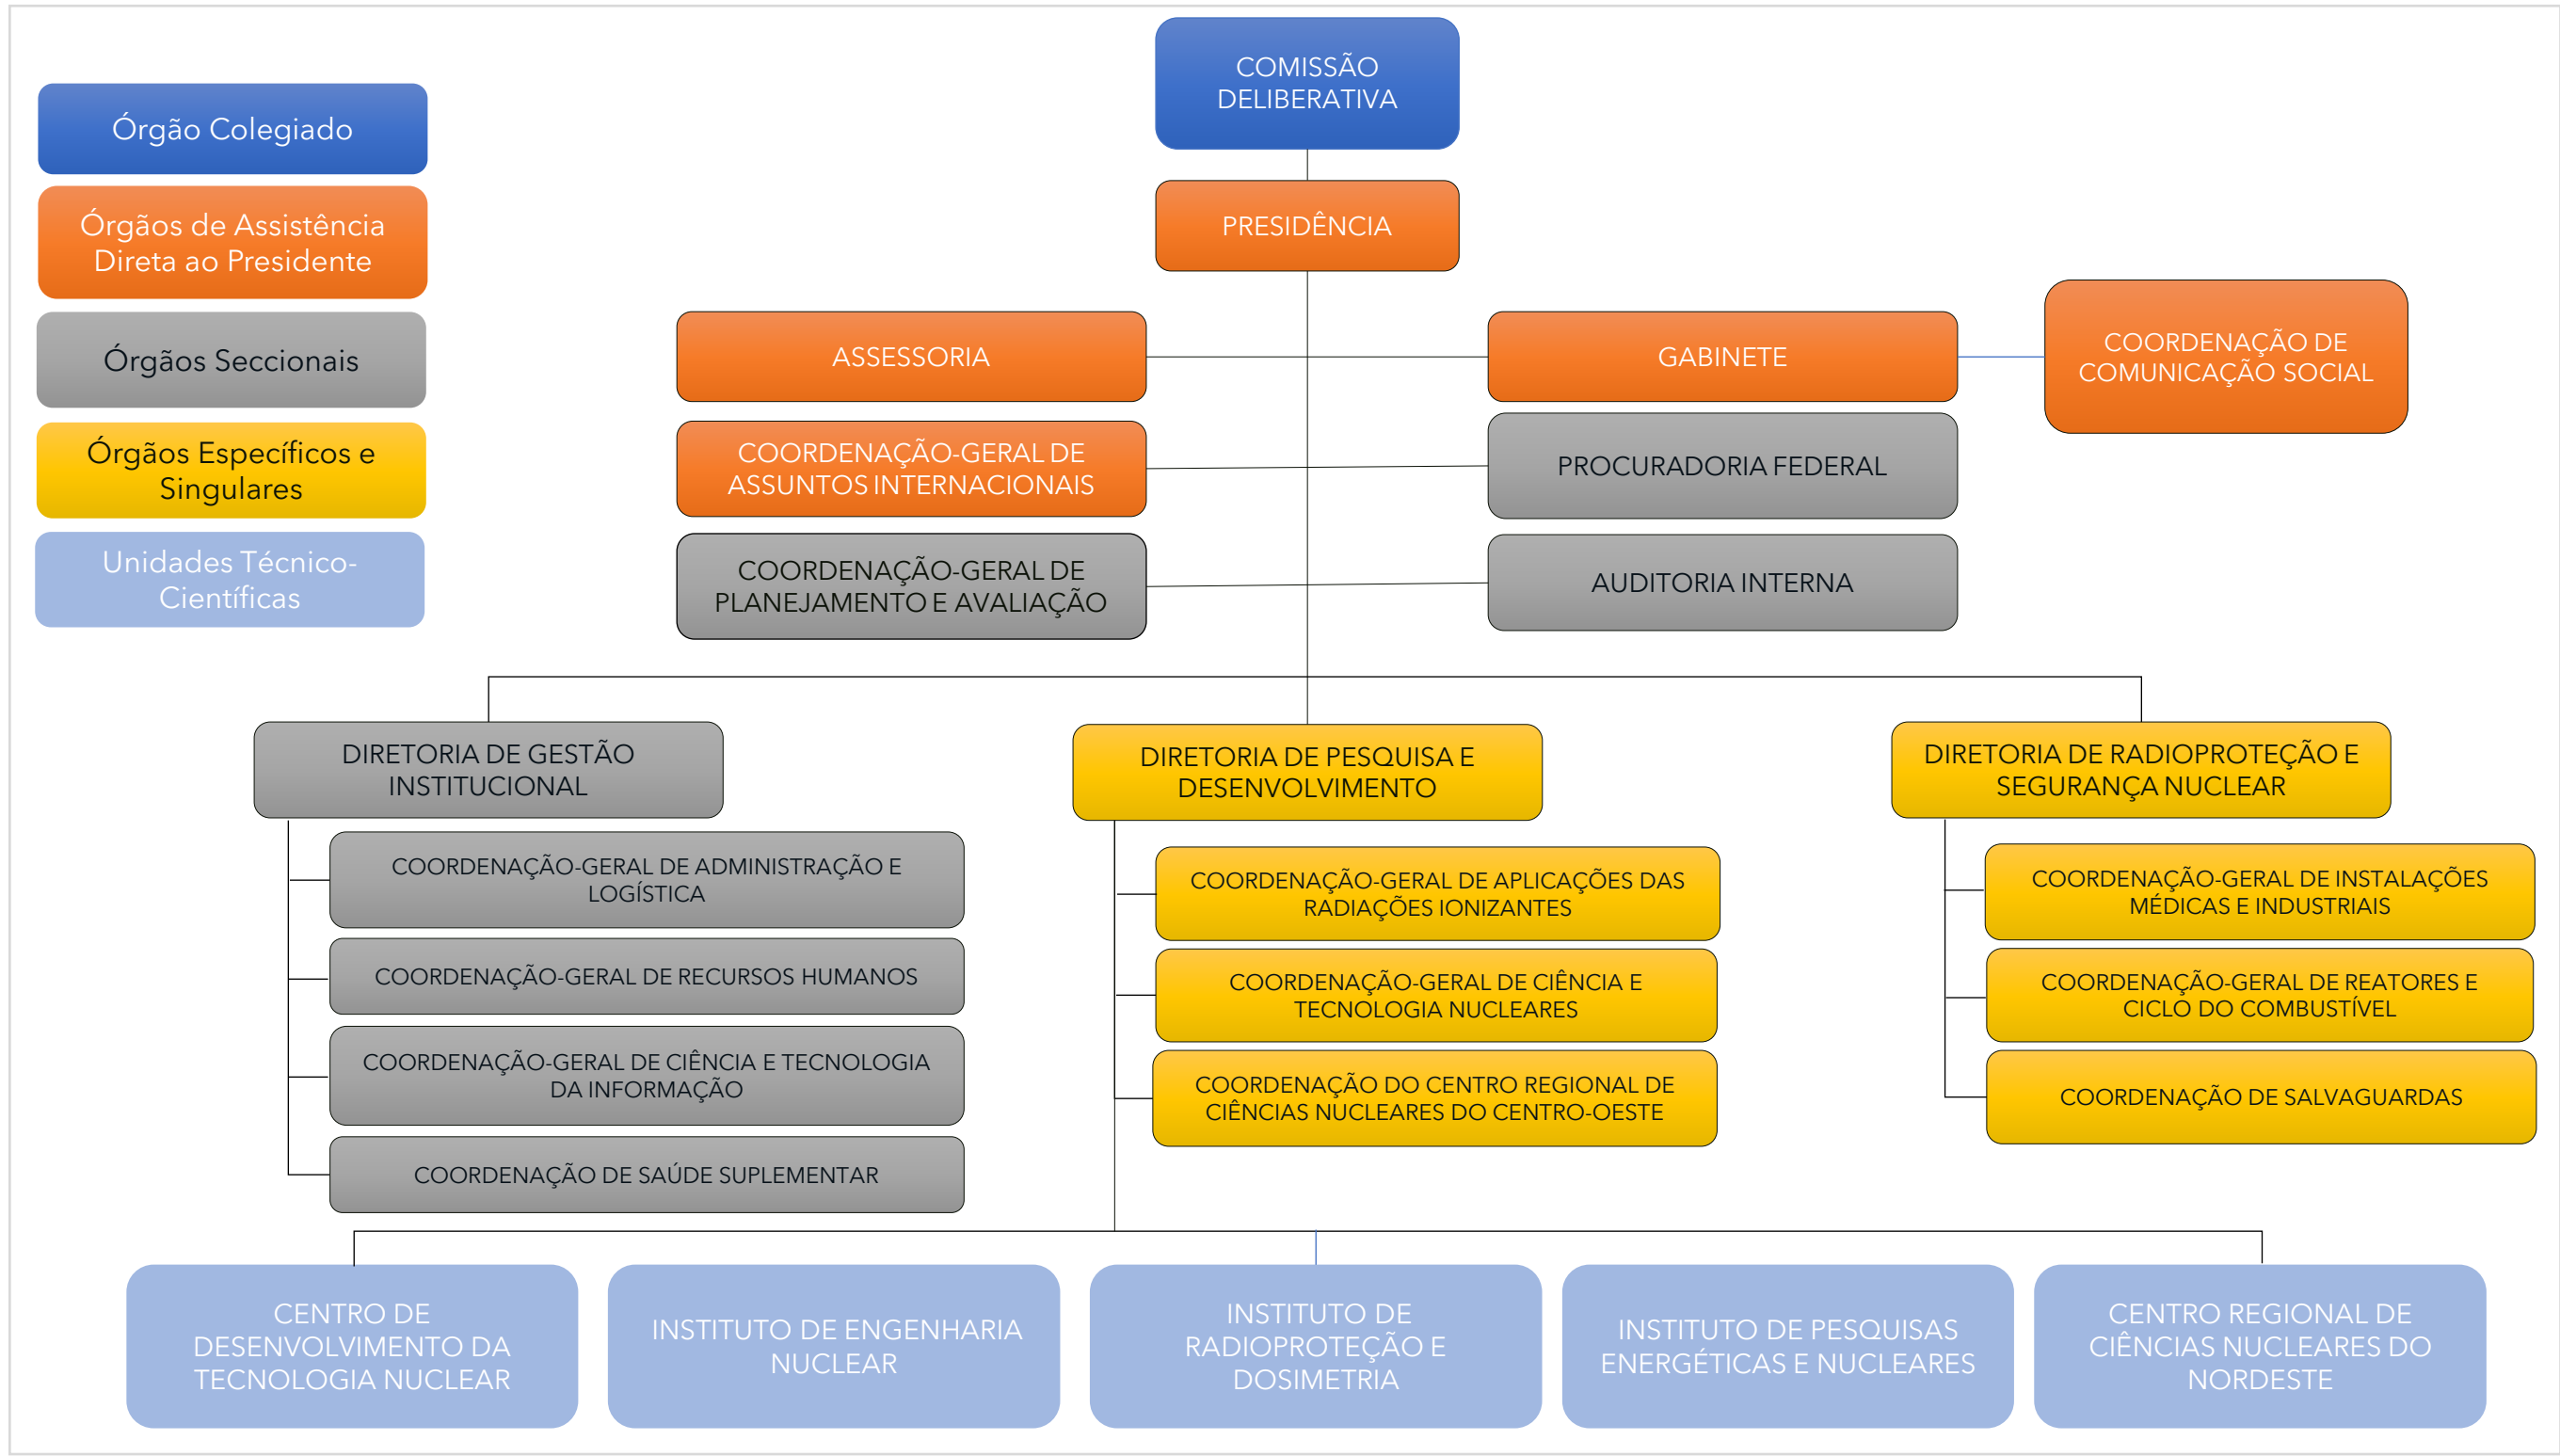 COMISSÃO
DELIBERATIVA
Órgão Colegiado
PRESIDÊNCIA
Órgãos de Assistência
Direta ao Presidente
Órgãos Seccionais
Órgãos Específicos e
Singulares
Unidades Técnico-
Científicas
ASSESSORIA
GABINETE
COORDENAÇÃO DE
COMUNICAÇÃO SOCIAL
COORDENAÇÃO-GERAL DE
ASSUNTOS INTERNACIONAIS
PROCURADORIA FEDERAL
COORDENAÇÃO-GERAL DE
PLANEJAMENTO E AVALIAÇÃO
AUDITORIA INTERNA
DIRETORIA DE GESTÃO
INSTITUCIONAL
COORDENAÇÃO-GERAL DE ADMINISTRAÇÃO E
LOGÍSTICA
COORDENAÇÃO-GERAL DE RECURSOS HUMANOS
COORDENAÇÃO-GERAL DE CIÊNCIA E TECNOLOGIA
DA INFORMAÇÃO
COORDENAÇÃO DE SAÚDE SUPLEMENTAR
DIRETORIA DE PESQUISA E
DESENVOLVIMENTO
COORDENAÇÃO-GERAL DE APLICAÇÕES DAS
RADIAÇÕES IONIZANTES
COORDENAÇÃO-GERAL DE CIÊNCIA E
TECNOLOGIA NUCLEARES
COORDENAÇÃO DO CENTRO REGIONAL DE
CIÊNCIAS NUCLEARES DO CENTRO-OESTE
DIRETORIA DE RADIOPROTEÇÃO E
SEGURANÇA NUCLEAR
COORDENAÇÃO-GERAL DE INSTALAÇÕES
MÉDICAS E INDUSTRIAIS
COORDENAÇÃO-GERAL DE REATORES E
CICLO DO COMBUSTÍVEL
COORDENAÇÃO DE SALVAGUARDAS
CENTRO DE
DESENVOLVIMENTO DA
TECNOLOGIA NUCLEAR
INSTITUTO DE ENGENHARIA
NUCLEAR
INSTITUTO DE
RADIOPROTEÇÃO E
DOSIMETRIA
INSTITUTO DE PESQUISAS
ENERGÉTICAS E NUCLEARES
CENTRO REGIONAL DE
CIÊNCIAS NUCLEARES DO
NORDESTE